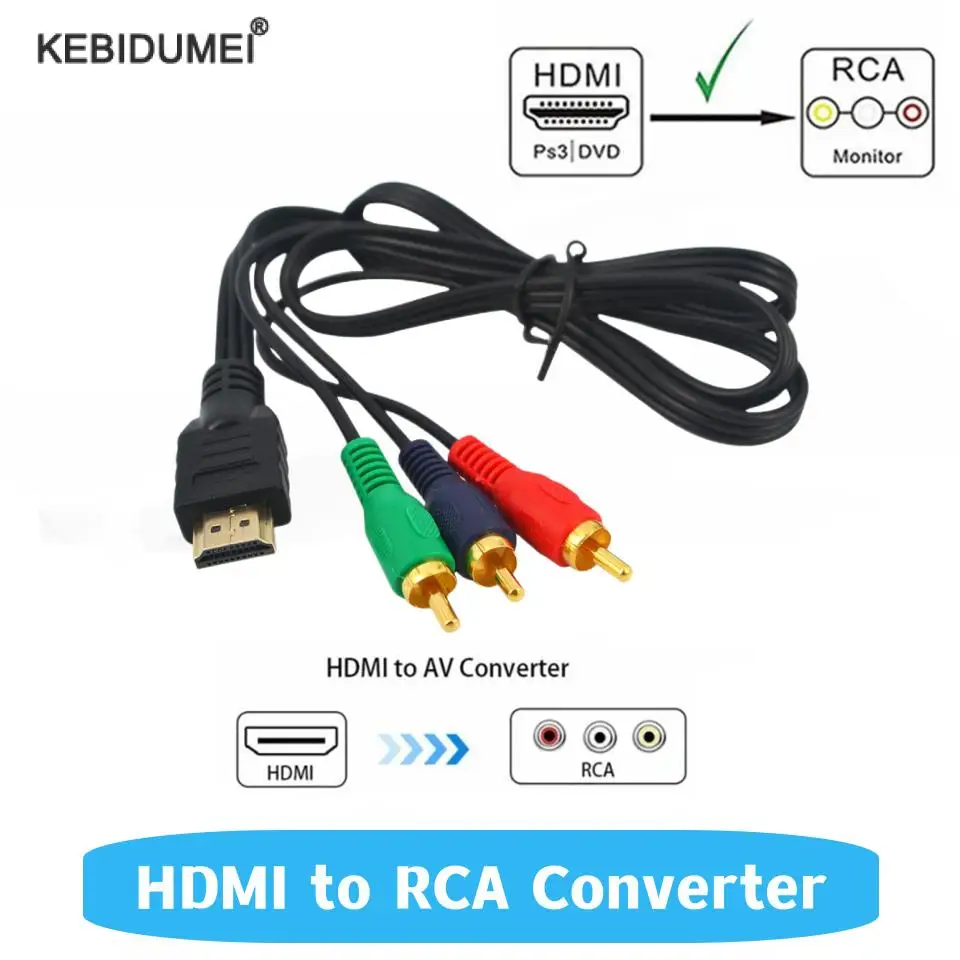 KEBIDUMEI®
HDMI
Ps3|DVD
RCA
Monitor
HDMI to AV Converter
HDMI
RCA
HDMI to RCA Converter